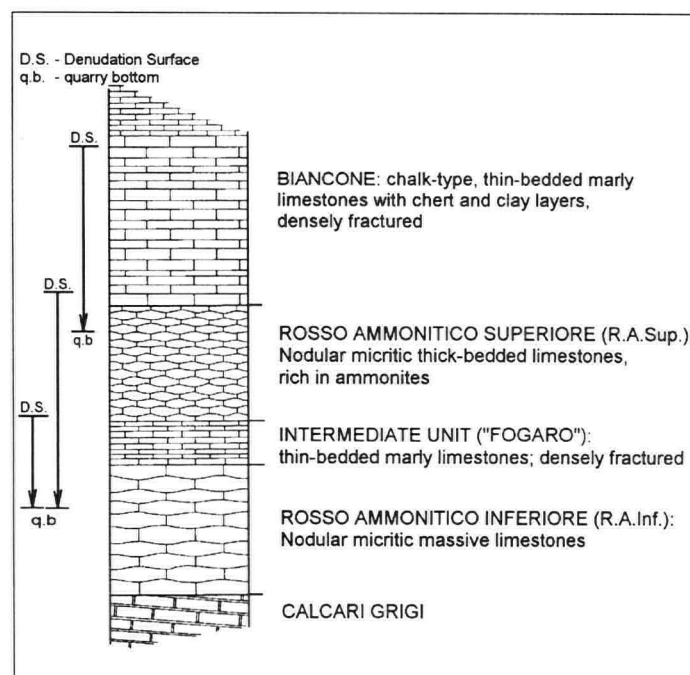 D.S. - Denudation Surface
q.b. - quarry bottom
D.S.
BIANCONE: chalk-type, thin-bedded marly
limestones with chert and clay layers,
densely fractured
D.S.
q.b
ROSSO AMMONITICO SUPERIORE (R.A.Sup.)
Nodular micritic thick-bedded limestones,
rich in ammonites
D.S.
INTERMEDIATE UNIT ("FOGARO"):
thin-bedded marly limestones; densely fractured
q.b
ROSSO AMMONITICO INFERIORE (R.A.Inf.):
Nodular micritic massive limestones
CALCARI GRIGI